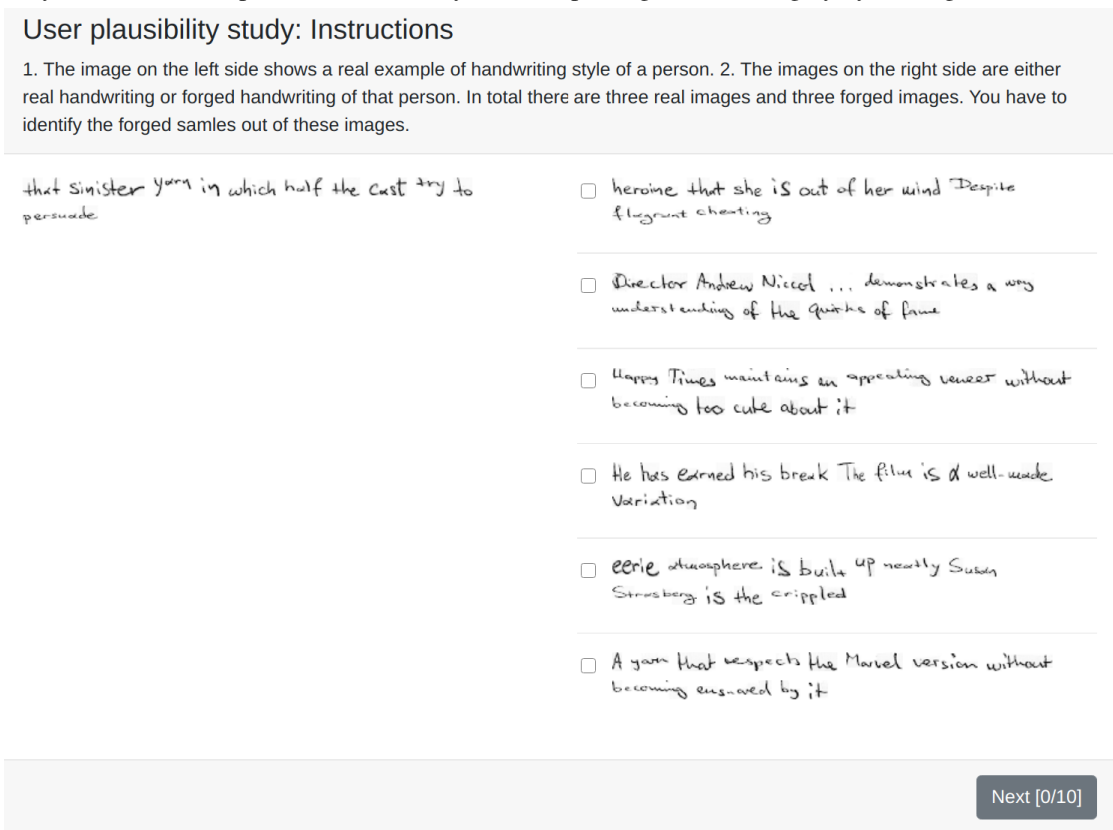 User plausibility study: Instructions
1. The image on the left side shows a real example of handwriting style of a person. 2. The images on the right side are either
real handwriting or forged handwriting of that person. In total there are three real images and three forged images. You have to
identify the forged samles out of these images.
that sinister yarn in which half the cast try to
persuade
heroine that she is out of her mind Despite
flagrant cheating
Director Andrew Niccol ... demonstrates a wry
understanding of the quirks of fame
Happy Times maintains an appealing veneer without
becoming too cute about it
He has earned his break The film is a well-made
variation
eerie atmosphere is built up neatly Susan
Strasberg is the crippled
A yarn that respects the Marvel version without
becoming ensnared by it
Next [0/10]